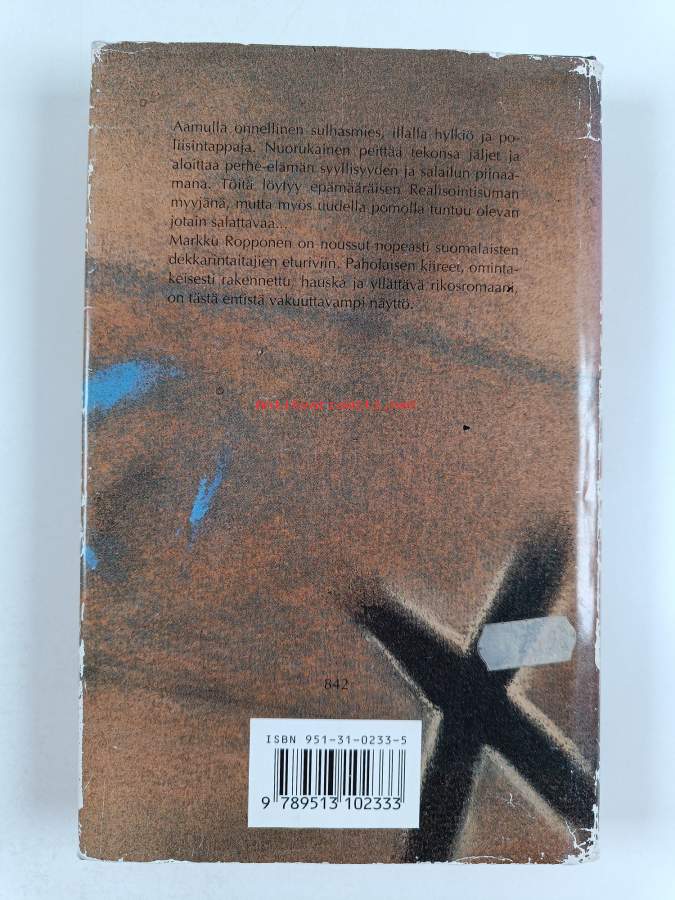 Aamulla onnellinen sulhasmies, illalla hylkiö ja po-
liisintappaja. Nuorukainen peittää tekonsa jäljet ja
aloittaa perhe-elämän syyllisyyden ja salailun piinaa-
mana. Töitä löytyy epämääräisen Realisointisuman
myyjänä, mutta myös uudella pomolla tuntuu olevan
jotain salattavaa...
Markku Ropponen on noussut nopeasti suomalaisten
dekkarintaitajien eturiviin. Paholaisen kiireet, ominta-
keisesti rakennettu, hauska ja yllättävä rikosromaani,
on tästä entistä vakuuttavampi näyttö.
842
ISBN 951-31-0233-5
9 789513 102333